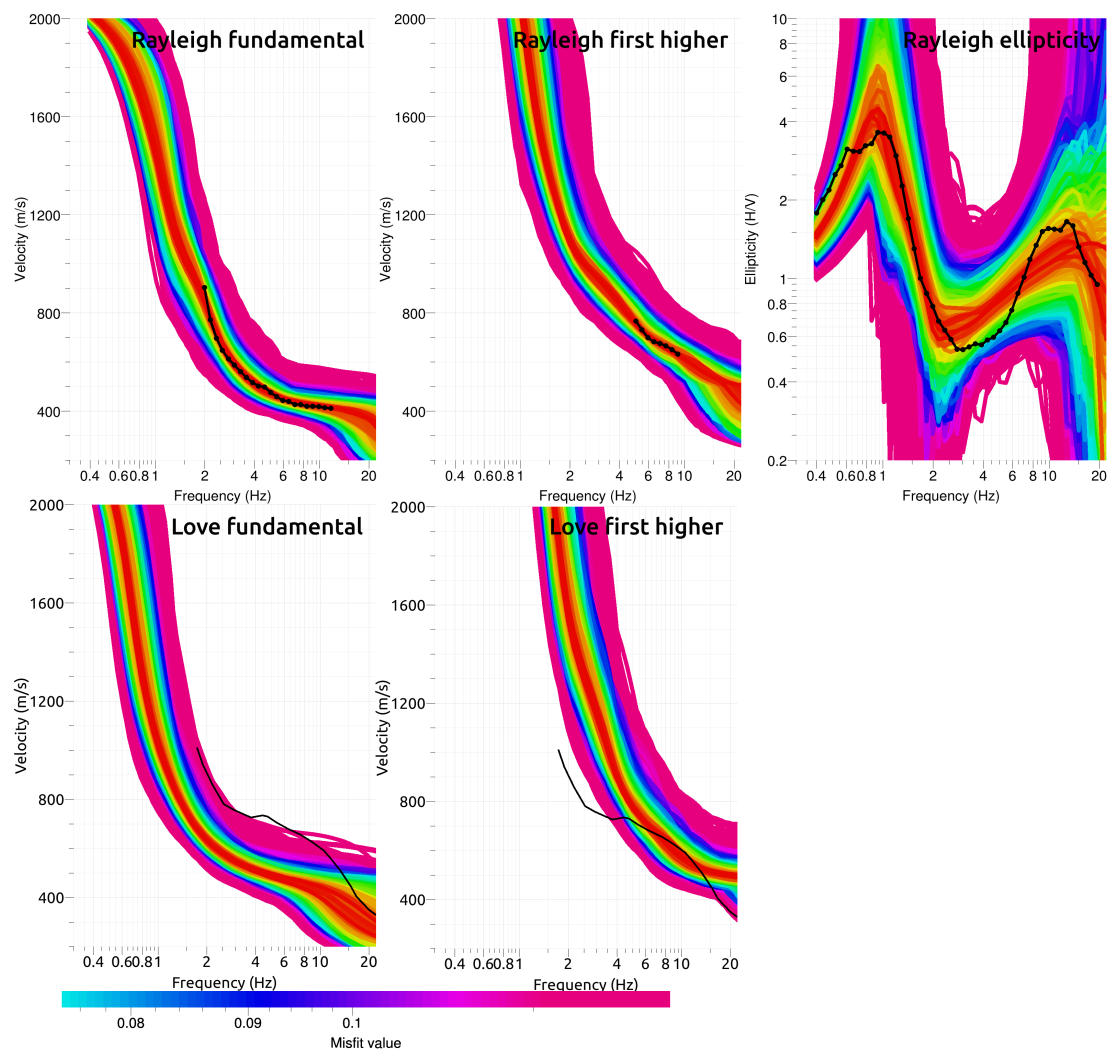 Rayleigh fundamental
Rayleigh first higher
Rayleigh ellipticity
2000
1600
1200
800
400
Velocity (m/s)
0.4 0.60.81 2 4 6 8 10 20
Frequency (Hz)
2000
1600
1200
800
400
Velocity (m/s)
0.4 0.60.81 2 4 6 8 10 20
Frequency (Hz)
10
8
6
4
2
1
0.8
0.6
0.4
0.2
Ellipticity (H/V)
0.4 0.60.81 2 4 6 8 10 20
Frequency (Hz)
Love fundamental
Love first higher
2000
1600
1200
800
400
Velocity (m/s)
0.4 0.60.81 2 4 6 8 10 20
Frequency (Hz)
2000
1600
1200
800
400
Velocity (m/s)
0.4 0.60.81 2 4 6 8 10 20
Frequency (Hz)
0.08 0.09 0.1
Misfit value